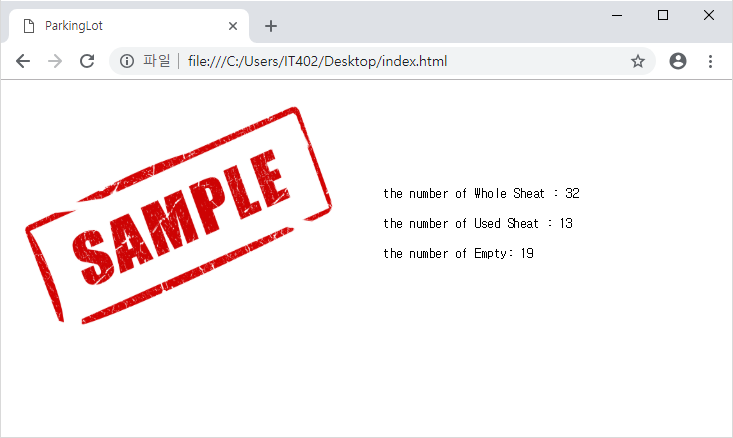 ParkingLot
파일 file:///C:/Users/IT402/Desktop/index.html
SAMPLE
the number of Whole Sheat : 32
the number of Used Sheat : 13
the number of Empty: 19